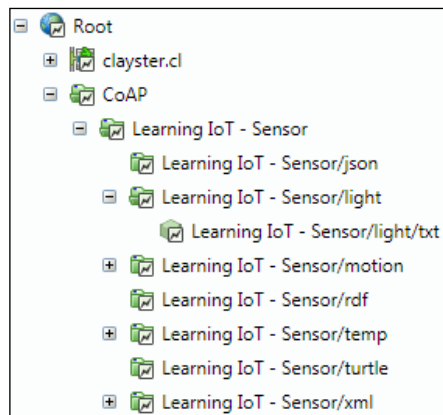 Root
clayster.cl
CoAP
Learning IoT - Sensor
Learning IoT - Sensor/json
Learning IoT - Sensor/light
Learning IoT - Sensor/light/txt
Learning IoT - Sensor/motion
Learning IoT - Sensor/rdf
Learning IoT - Sensor/temp
Learning IoT - Sensor/turtle
Learning IoT - Sensor/xml